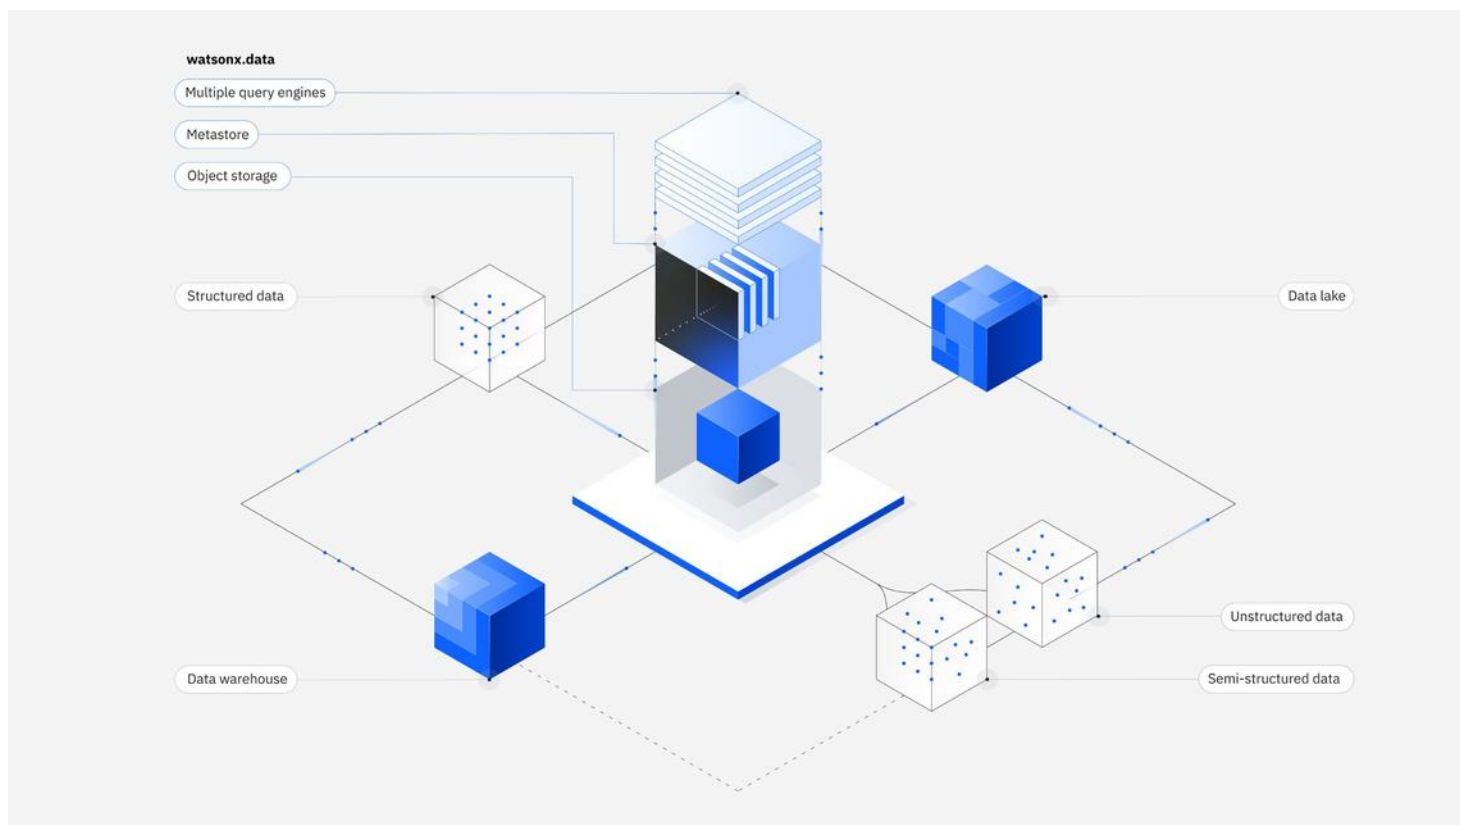 watsonx.data
Multiple query engines
Metastore
Object storage
Structured data
Data lake
Unstructured data
Data warehouse
Semi-structured data